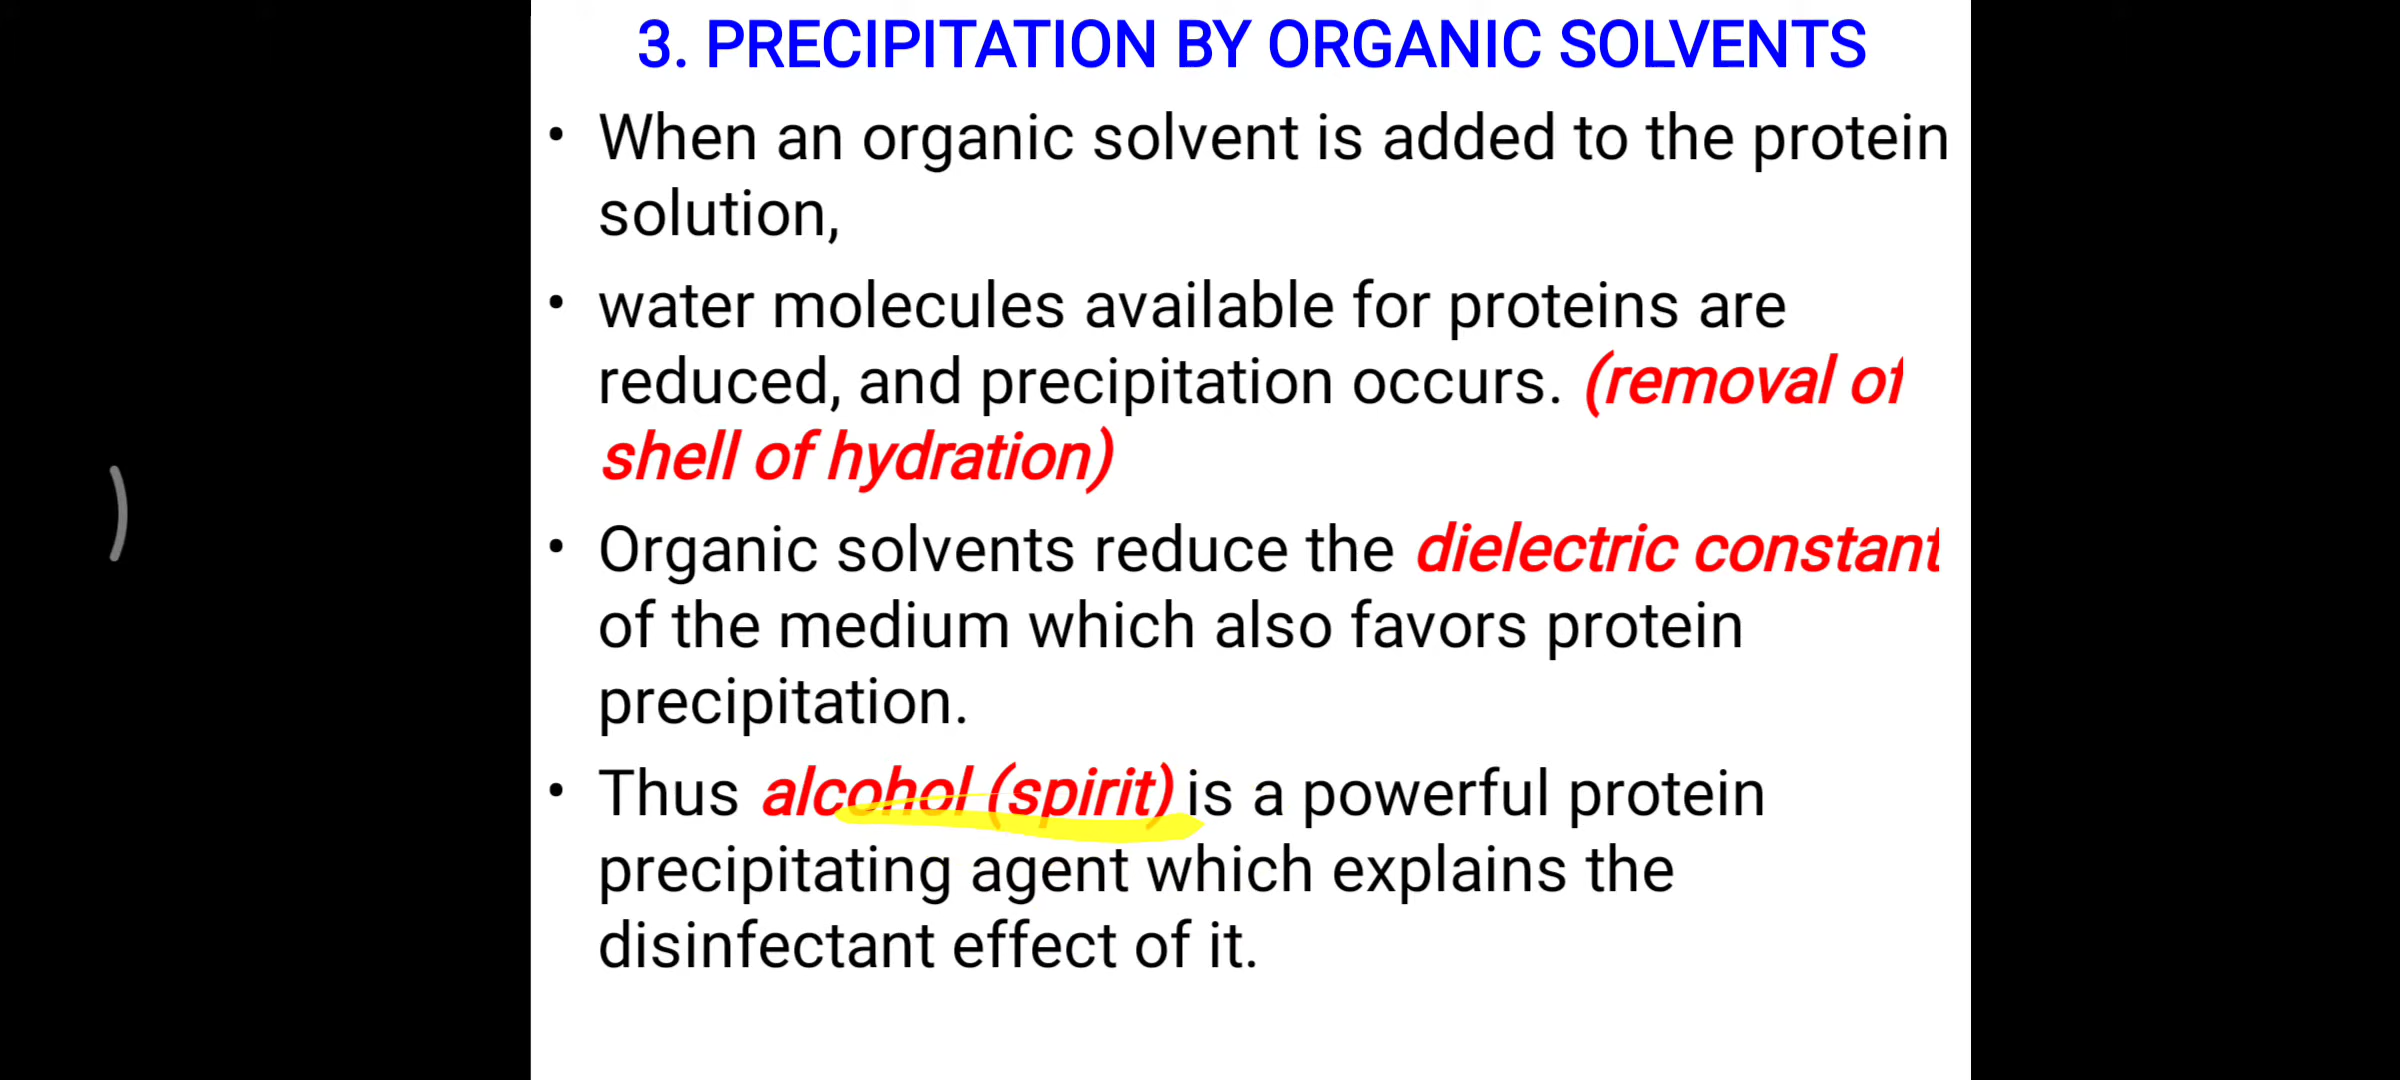 3. PRECIPITATION BY ORGANIC SOLVENTS
• When an organic solvent is added to the protein
solution,
• water molecules available for proteins are
reduced, and precipitation occurs. (removal of
shell of hydration)
• Organic solvents reduce the dielectric constant
of the medium which also favors protein
precipitation.
• Thus alcohol (spirit) is a powerful protein
precipitating agent which explains the
disinfectant effect of it.